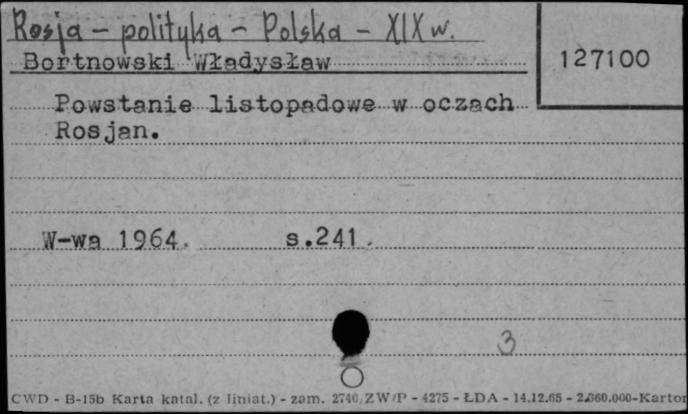 Rosja - polityka - Polska - XIX w.
Bortnowski Władysław
127100
Powstanie listopadowe w oczach
Rosjan.
W-wa 1964. s.241.
3
CWD - B-15b Karta katal. (z liniat.) - zam. 2740/ZW/P - 4275 - ŁDA - 14.12.65 - 2.860.000-Karton